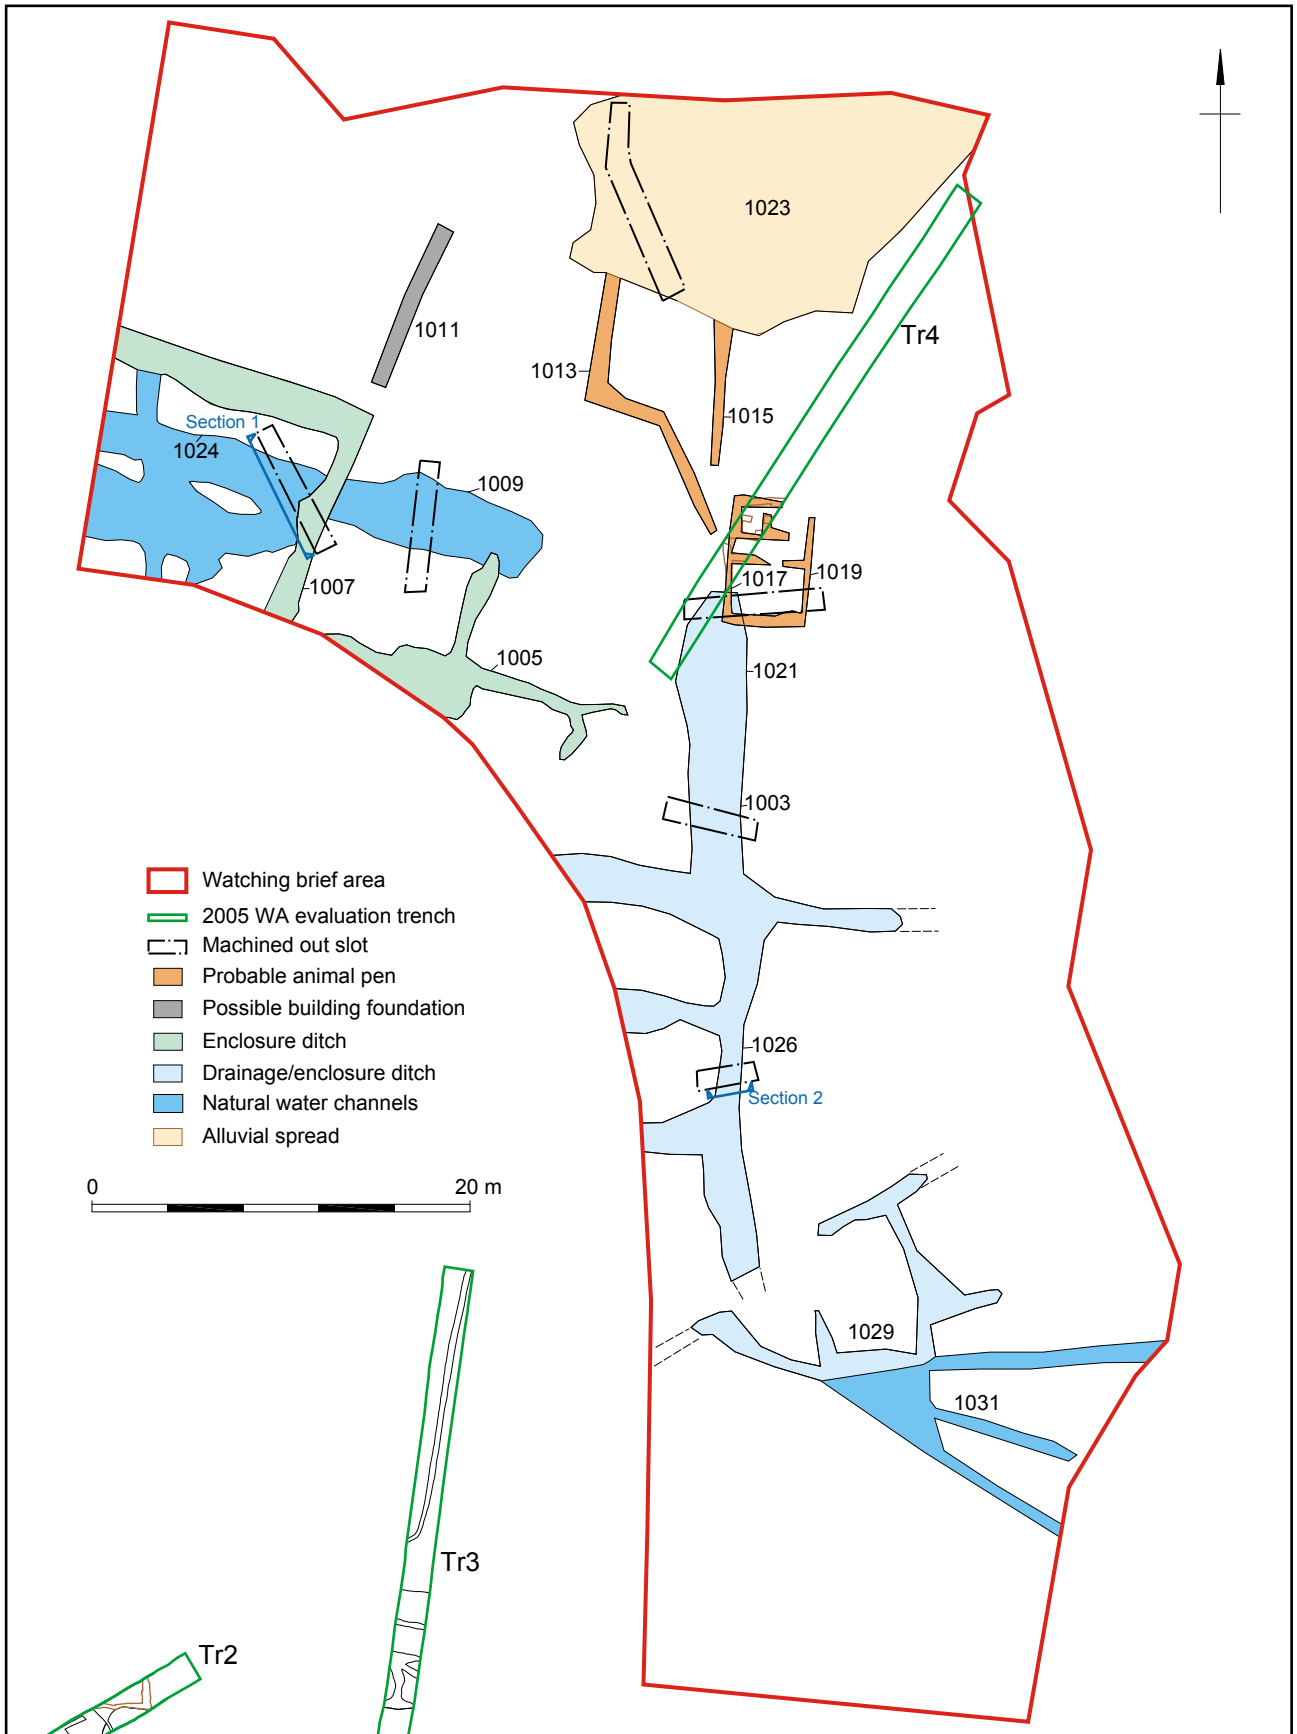 1023
Tr4
1011
1013
1015
Section 1
1024
1009
1019
1017
1007
1005
1021
1003
Watching brief area
2005 WA evaluation trench
Machined out slot
Probable animal pen
Possible building foundation
Enclosure ditch
Drainage/enclosure ditch
Natural water channels
Alluvial spread
0 20 m
1026
Section 2
1029
1031
Tr3
Tr2